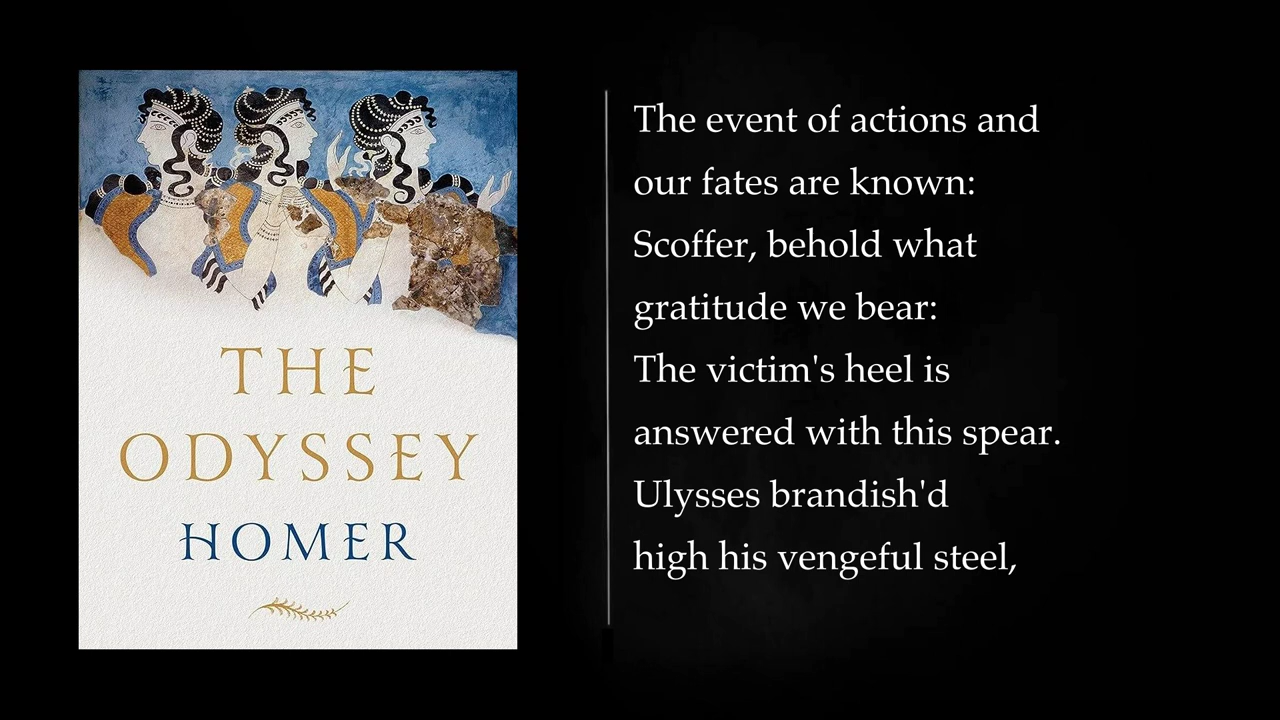 THE
ODYSSEY
HOMER
The event of actions and
our fates are known:
Scoffer, behold what
gratitude we bear:
The victim's heel is
answered with this spear.
Ulysses brandish'd
high his vengeful steel,